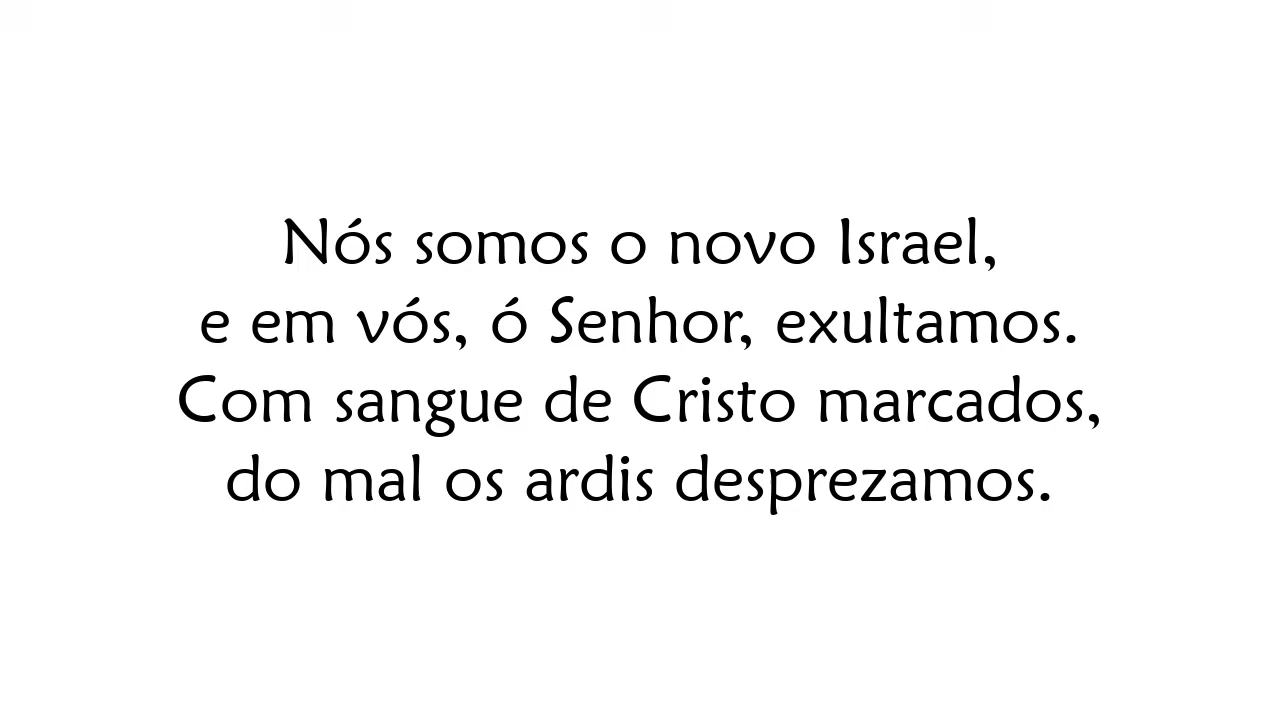 Nós somos o novo Israel,
e em vós, ó Senhor, exultamos.
Com sangue de Cristo marcados,
do mal os ardis desprezamos.